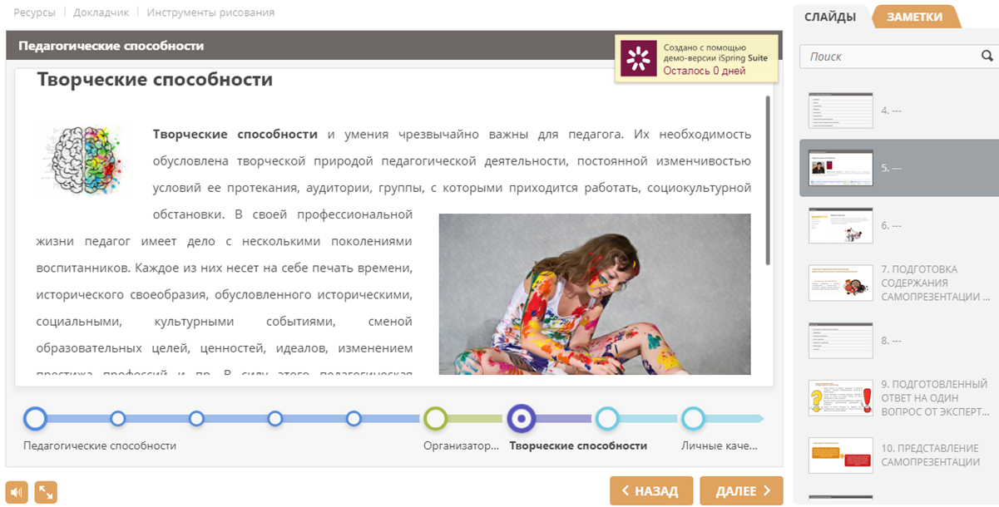 Ресурсы Докладчик Инструменты рисования
Педагогические способности
Создано с помощью
демо-версии iSpring Suite
Осталось 0 дней
Творческие способности
Творческие способности и умения чрезвычайно важны для педагога. Их необходимость
обусловлена творческой природой педагогической деятельности, постоянной изменчивостью
условий ее протекания, аудитории, группы, с которыми приходится работать, социокультурной
обстановки. В своей профессиональной
жизни педагог имеет дело с несколькими поколениями
воспитанников. Каждое из них несет на себе печать времени,
исторического своеобразия, обусловленного историческими,
социальными, культурными событиями, сменой
образовательных целей, ценностей, идеалов, изменением
престижа профессий и пр. В силу этого педагогическая
Педагогические способности
Организатор...
Творческие способности
Личные каче...
НАЗАД
ДАЛЕЕ
СЛАЙДЫ
ЗАМЕТКИ
Поиск
4. ---
5. ---
6. ---
7. ПОДГОТОВКА
СОДЕРЖАНИЯ
САМОПРЕЗЕНТАЦИИ ...
8. ---
9. ПОДГОТОВЛЕННЫЙ
ОТВЕТ НА ОДИН
ВОПРОС ОТ ЭКСПЕРТ...
10. ПРЕДСТАВЛЕНИЕ
САМОПРЕЗЕНТАЦИИ